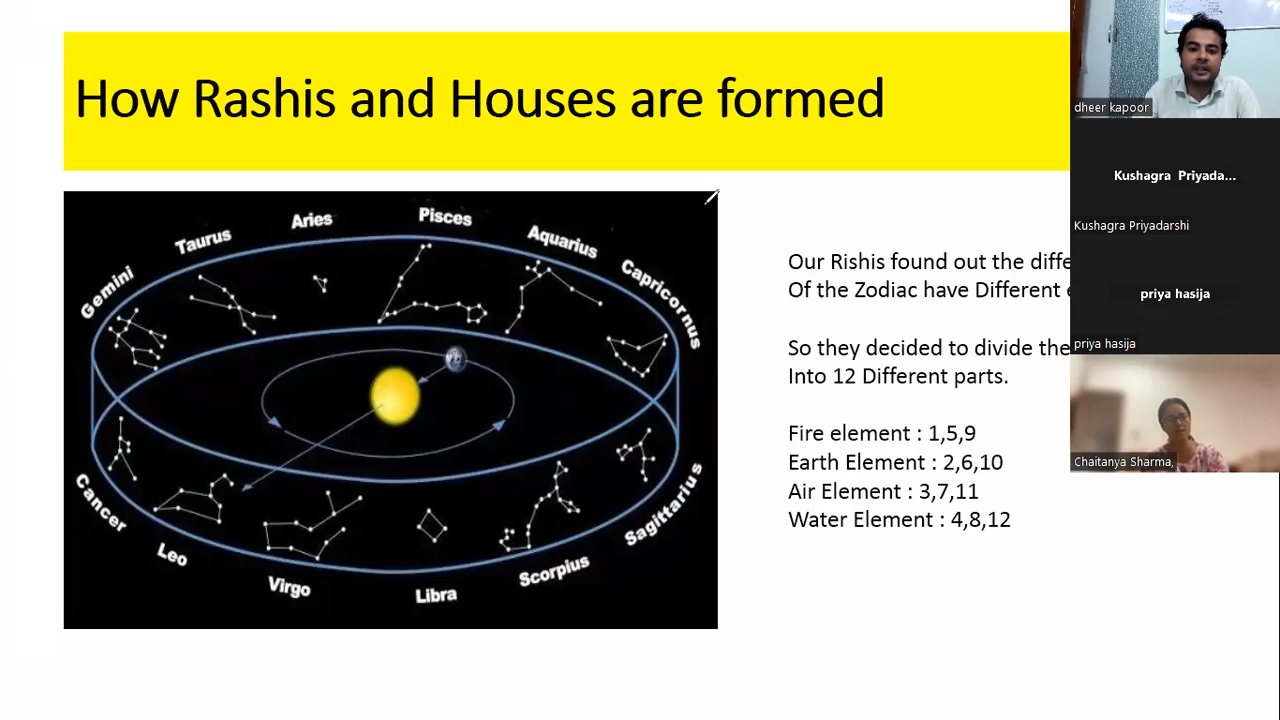 How Rashis and Houses are formed
Gemini
Taurus
Aries
Pisces
Aquarius
Capricornus
Cancer
Leo
Virgo
Libra
Scorpius
Sagittarius
Our Rishis found out the diffe
Of the Zodiac have Different
So they decided to divide the
Into 12 Different parts.
Fire element : 1,5,9
Earth Element : 2,6,10
Air Element : 3,7,11
Water Element : 4,8,12
dheer kapoor
Kushagra Priyada...
Kushagra Priyadarshi
priya hasija
priya hasija
Chaitanya Sharma,